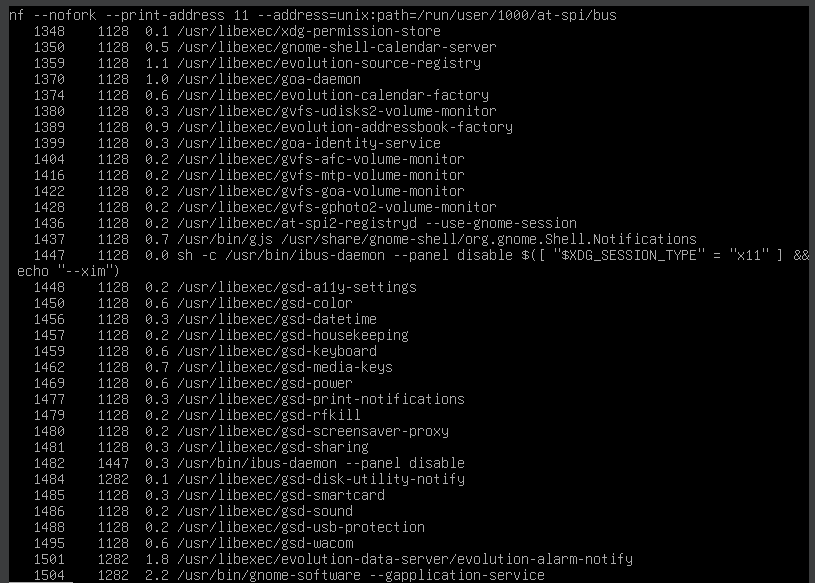 nf --nofork --print-address 11 --address=unix:path=/run/user/1000/at-spi/bus
1348 1128 0.1 /usr/libexec/xdg-permission-store
1350 1128 0.5 /usr/libexec/gnome-shell-calendar-server
1359 1128 1.1 /usr/libexec/evolution-source-registry
1370 1128 1.0 /usr/libexec/goa-daemon
1374 1128 0.6 /usr/libexec/evolution-calendar-factory
1380 1128 0.3 /usr/libexec/gvfs-udisks2-volume-monitor
1389 1128 0.9 /usr/libexec/evolution-addressbook-factory
1399 1128 0.3 /usr/libexec/goa-identity-service
1404 1128 0.2 /usr/libexec/gvfs-afc-volume-monitor
1416 1128 0.2 /usr/libexec/gvfs-mtp-volume-monitor
1422 1128 0.2 /usr/libexec/gvfs-goa-volume-monitor
1428 1128 0.2 /usr/libexec/gvfs-gphoto2-volume-monitor
1436 1128 0.2 /usr/libexec/at-spi2-registryd --use-gnome-session
1437 1128 0.7 /usr/bin/gjs /usr/share/gnome-shell/org.gnome.Shell.Notifications
1447 1128 0.0 sh -c /usr/bin/ibus-daemon --panel disable $([ "$XDG_SESSION_TYPE" = "x11" ] &&
echo "--xim")
1448 1128 0.2 /usr/libexec/gsd-a11y-settings
1450 1128 0.6 /usr/libexec/gsd-color
1456 1128 0.3 /usr/libexec/gsd-datetime
1457 1128 0.2 /usr/libexec/gsd-housekeeping
1459 1128 0.6 /usr/libexec/gsd-keyboard
1462 1128 0.7 /usr/libexec/gsd-media-keys
1469 1128 0.6 /usr/libexec/gsd-power
1477 1128 0.3 /usr/libexec/gsd-print-notifications
1479 1128 0.2 /usr/libexec/gsd-rfkill
1480 1128 0.2 /usr/libexec/gsd-screensaver-proxy
1481 1128 0.3 /usr/libexec/gsd-sharing
1482 1447 0.3 /usr/bin/ibus-daemon --panel disable
1484 1282 0.1 /usr/libexec/gsd-disk-utility-notify
1485 1128 0.3 /usr/libexec/gsd-smartcard
1486 1128 0.2 /usr/libexec/gsd-sound
1488 1128 0.2 /usr/libexec/gsd-usb-protection
1495 1128 0.6 /usr/libexec/gsd-wacom
1501 1282 1.8 /usr/libexec/evolution-data-server/evolution-alarm-notify
1504 1282 2.2 /usr/bin/gnome-software --gapplication-service